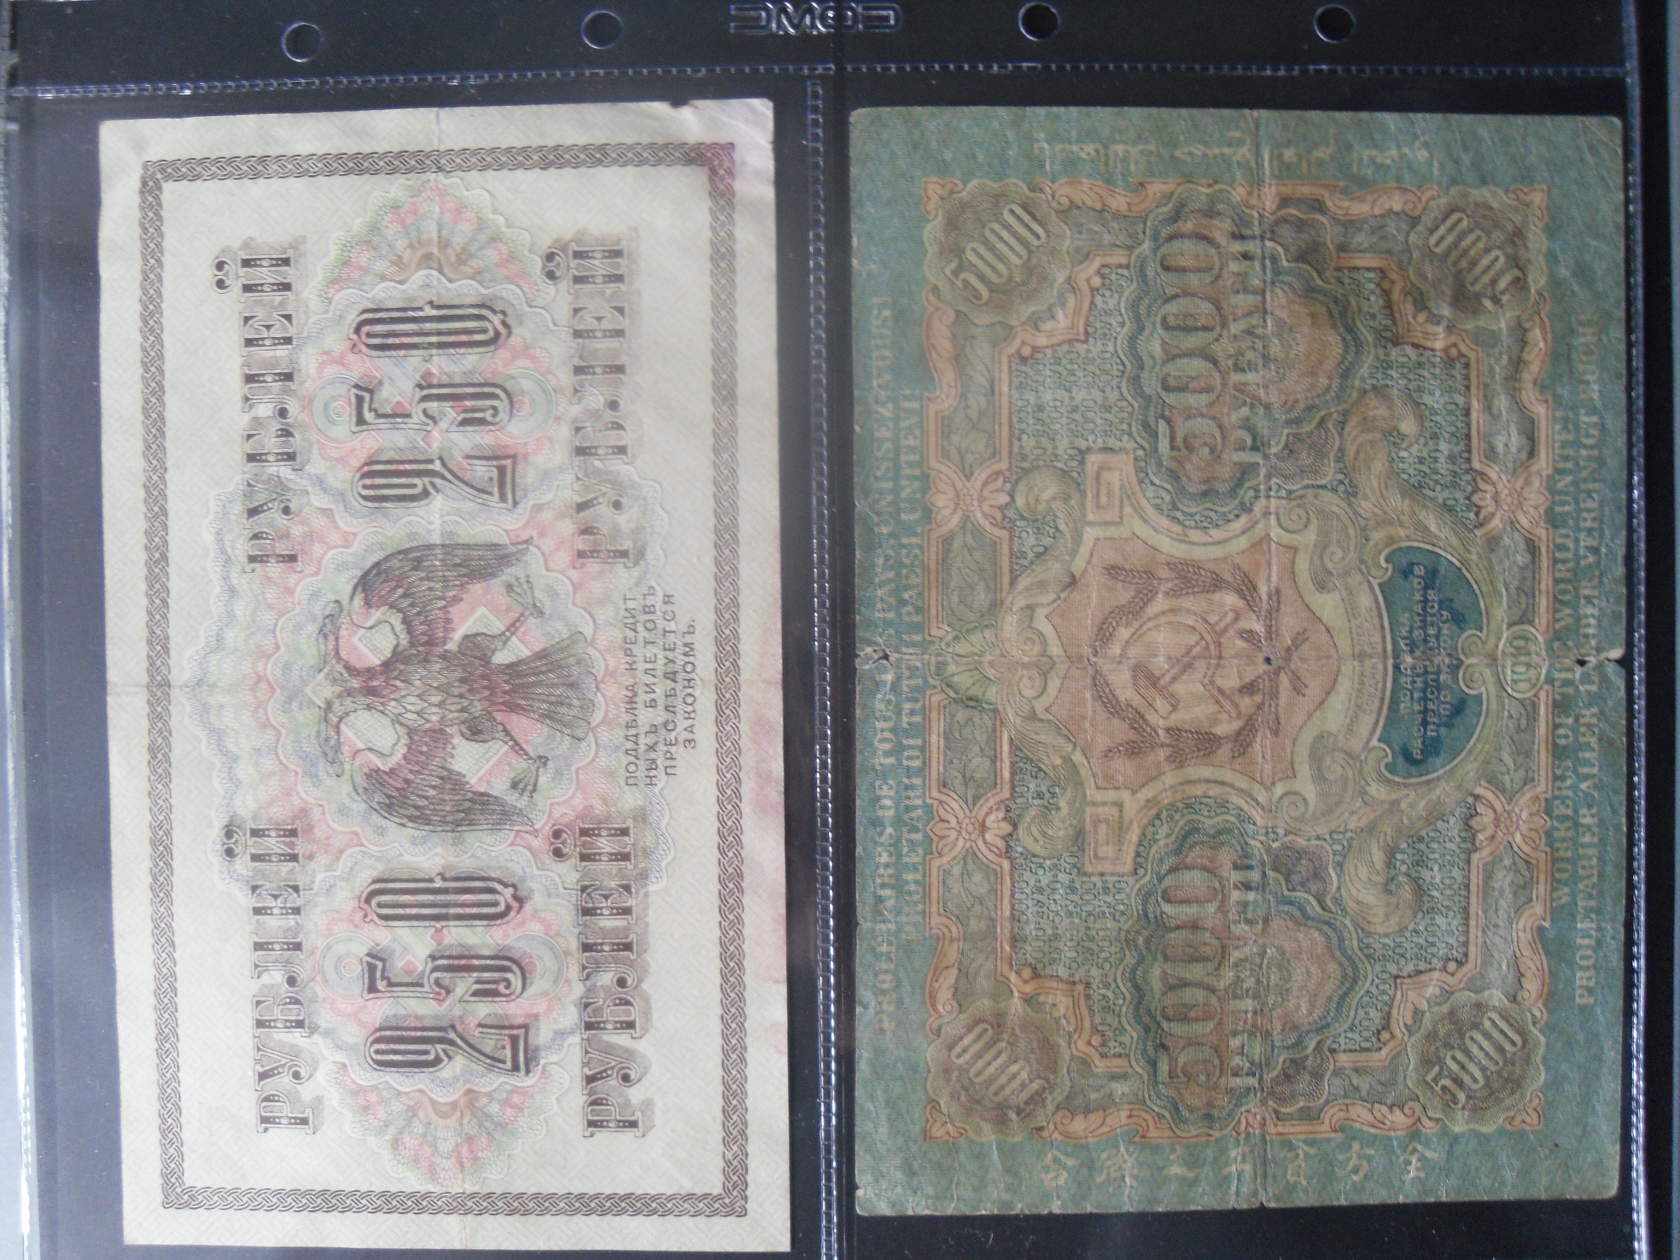 РУБЛЕЙ РУБЛЕЙ
250 250
РУБЛЕЙ РУБЛЕЙ
ПОДДѢЛКА КРЕДИТ
НЫХЪ БИЛЕТОВЪ
ПРЕСЛѢДУЕТСЯ
ЗАКОНОМЪ.
PROLÉTAIRES DE TOUS LES PAYS, UNISSEZ-VOUS!
PROLETARI DI TUTTI I PAESI, UNITEVI!
5000 5000
5000 5000
РУБЛЕЙ РУБЛЕЙ
ПОДДЕЛКА
РАСЧЕТНЫХ ЗНАКОВ
ПРЕСЛЕДУЕТСЯ
ПО ЗАКОНУ
5000 5000
1919
WORKERS OF THE WORLD, UNITE!
PROLETARIER ALLER LÄNDER, VEREINIGT EUCH!